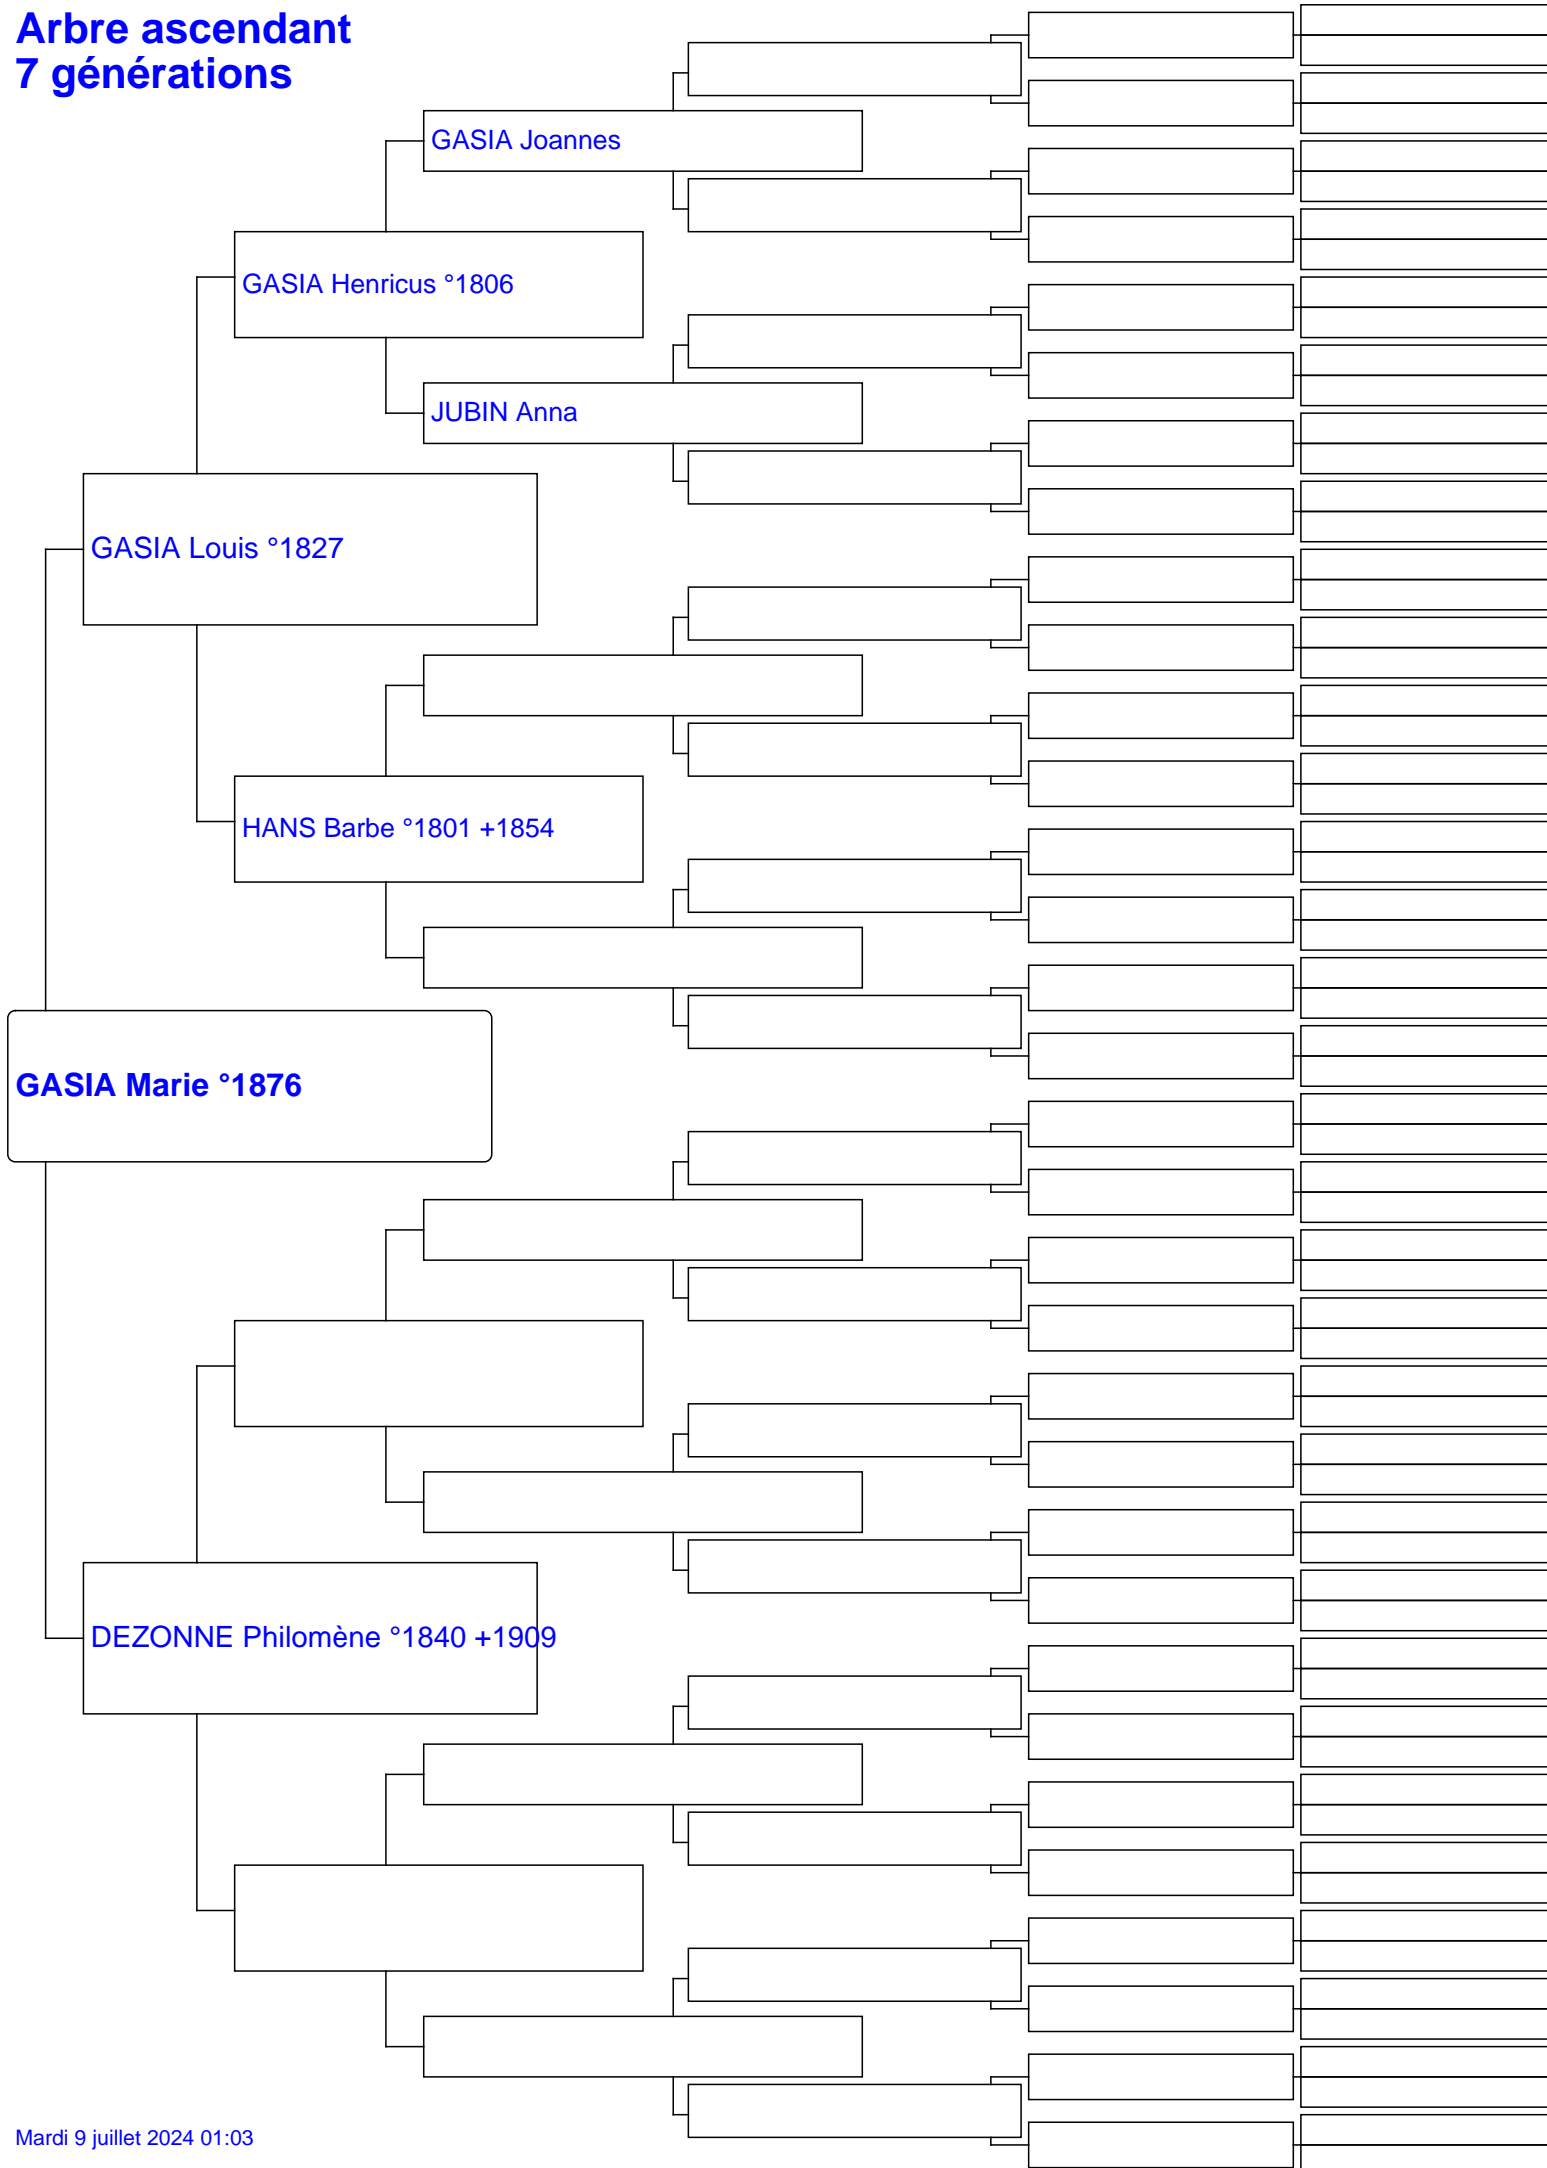 Arbre ascendant
7 générations
GASIA Joannes
GASIA Henricus °1806
JUBIN Anna
GASIA Louis °1827
HANS Barbe °1801 +1854
GASIA Marie °1876
DEZONNE Philomène °1840 +1909
Mardi 9 juillet 2024 01:03